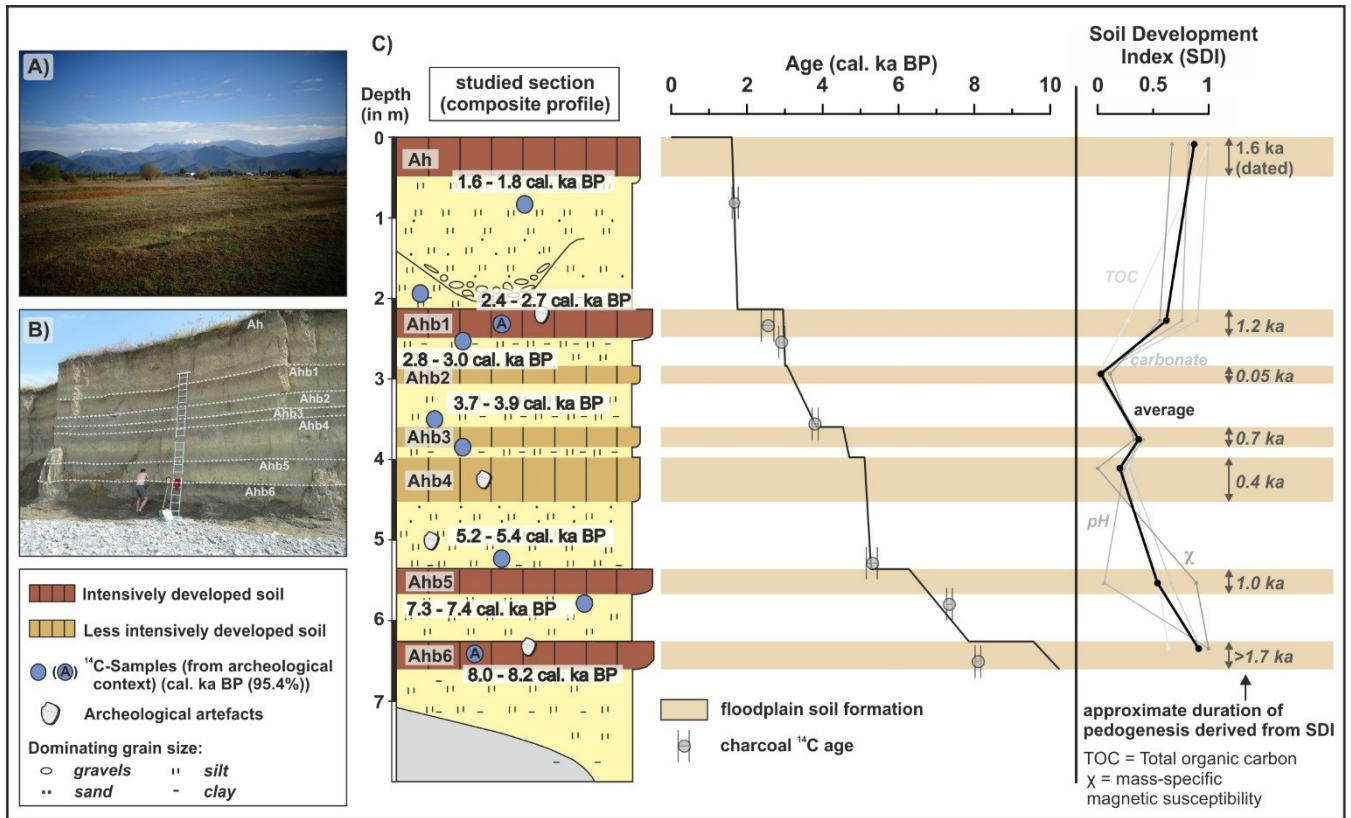 A)
B)
Ah
Ahb1
Ahb2
Ahb3
Ahb4
Ahb5
Ahb6
Intensively developed soil
Less intensively developed soil
(A) ¹⁴C-Samples (from archeological
context) (cal. ka BP (95.4%))
Archeological artefacts
Dominating grain size:
gravels
silt
sand
clay
C)
Depth
(in m)
studied section
(composite profile)
0
1
2
3
4
5
6
7
Ah
1.6 - 1.8 cal. ka BP
2.4 - 2.7 cal. ka BP
Ahb1
A
2.8 - 3.0 cal. ka BP
Ahb2
3.7 - 3.9 cal. ka BP
Ahb3
Ahb4
5.2 - 5.4 cal. ka BP
Ahb5
7.3 - 7.4 cal. ka BP
Ahb6
A
8.0 - 8.2 cal. ka BP
Age (cal. ka BP)
0 2 4 6 8 10
floodplain soil formation
charcoal ¹⁴C age
Soil Development
Index (SDI)
0 0.5 1
TOC
carbonate
average
pH
χ
1.6 ka
(dated)
1.2 ka
0.05 ka
0.7 ka
0.4 ka
1.0 ka
>1.7 ka
approximate duration of
pedogenesis derived from SDI
TOC = Total organic carbon
χ = mass-specific
magnetic susceptibility